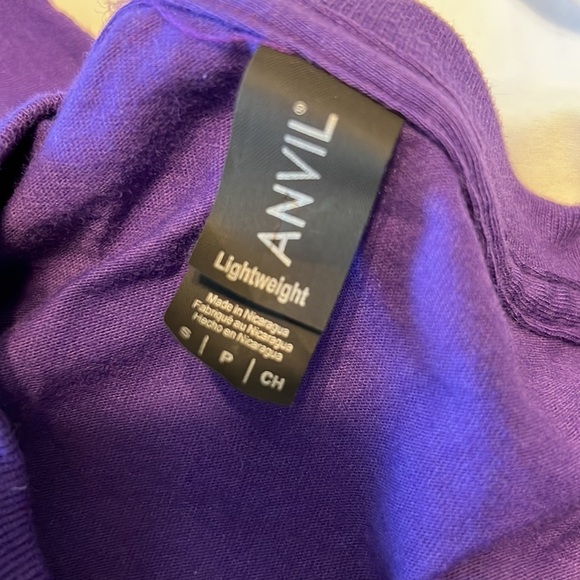 ANVIL®
Lightweight
Made in Nicaragua
Fabriqué au Nicaragua
Hecho en Nicaragua
S | P | CH